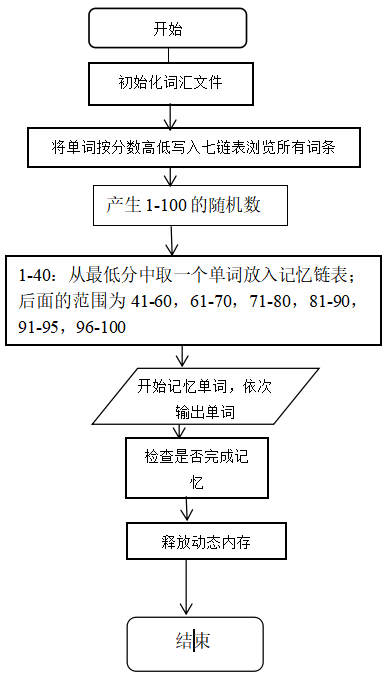 开始
初始化词汇文件
将单词按分数高低写入七链表浏览所有词条
产生1-100的随机数
1-40：从最低分中取一个单词放入记忆链表；
后面的范围为41-60，61-70，71-80，81-90，
91-95，96-100
开始记忆单词，依次
输出单词
检查是否完成记
忆
释放动态内存
结束